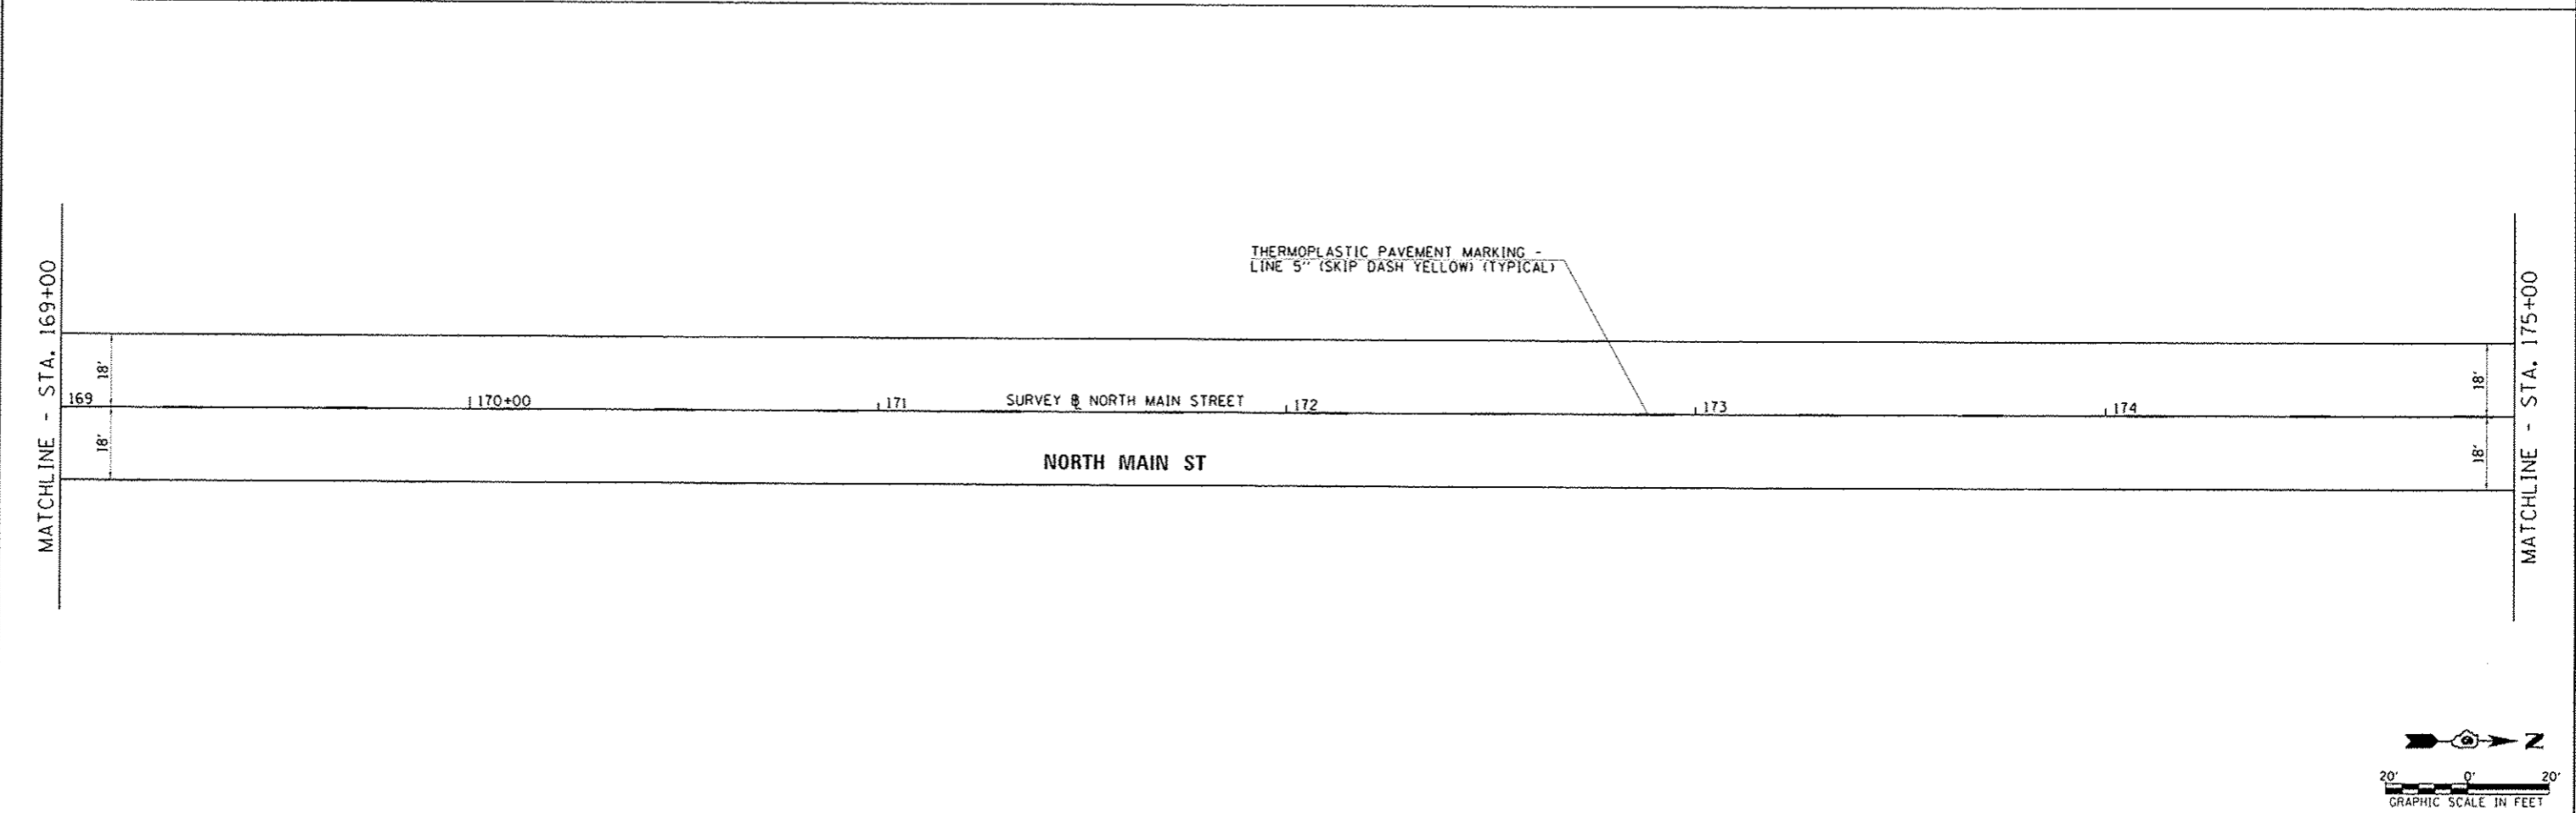 THERMOPLASTIC PAVEMENT MARKING -
LINE 5" (SKIP DASH YELLOW) (TYPICAL)
MATCHLINE - STA. 169+00
MATCHLINE - STA. 175+00
18'
18'
18'
18'
169
170+00
171
SURVEY ℄ NORTH MAIN STREET
172
173
174
NORTH MAIN ST
N
20' 0' 20'
GRAPHIC SCALE IN FEET